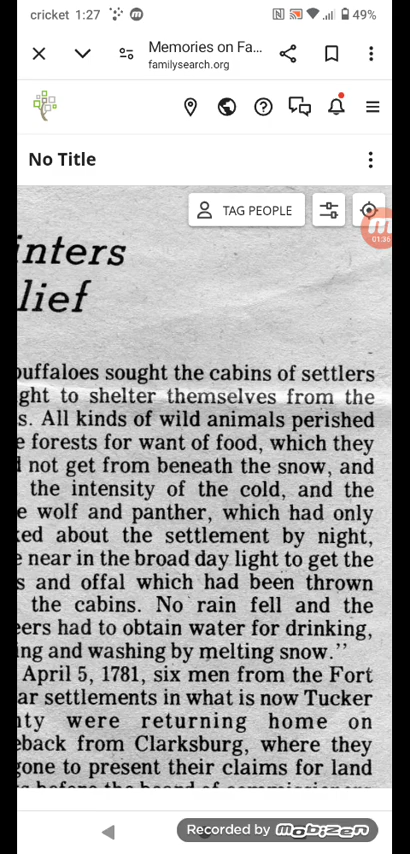 cricket 1:27
49%
Memories on Fa...
familysearch.org
No Title
TAG PEOPLE
01:36
inters
lief
buffaloes sought the cabins of settlers
ght to shelter themselves from the
s. All kinds of wild animals perished
e forests for want of food, which they
not get from beneath the snow, and
the intensity of the cold, and the
e wolf and panther, which had only
ked about the settlement by night,
e near in the broad day light to get the
s and offal which had been thrown
the cabins. No rain fell and the
eers had to obtain water for drinking,
ing and washing by melting snow.''
April 5, 1781, six men from the Fort
ar settlements in what is now Tucker
nty were returning home on
eback from Clarksburg, where they
gone to present their claims for land
before the board of commissioners
Recorded by mobizen